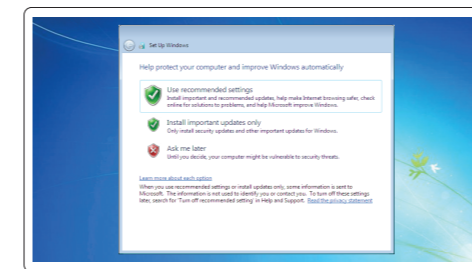 Set Up Windows
Help protect your computer and improve Windows automatically
Use recommended settings
Install important and recommended updates, help make Internet browsing safer, check
online for solutions to problems, and help Microsoft improve Windows.
Install important updates only
Only install security updates and other important updates for Windows.
Ask me later
Until you decide, your computer might be vulnerable to security threats.
Learn more about each option
When you use recommended settings or install updates only, some information is sent to
Microsoft. The information is not used to identify you or contact you. To turn off these settings
later, search for "Turn off recommended setting" in Help and Support. Read the privacy statement